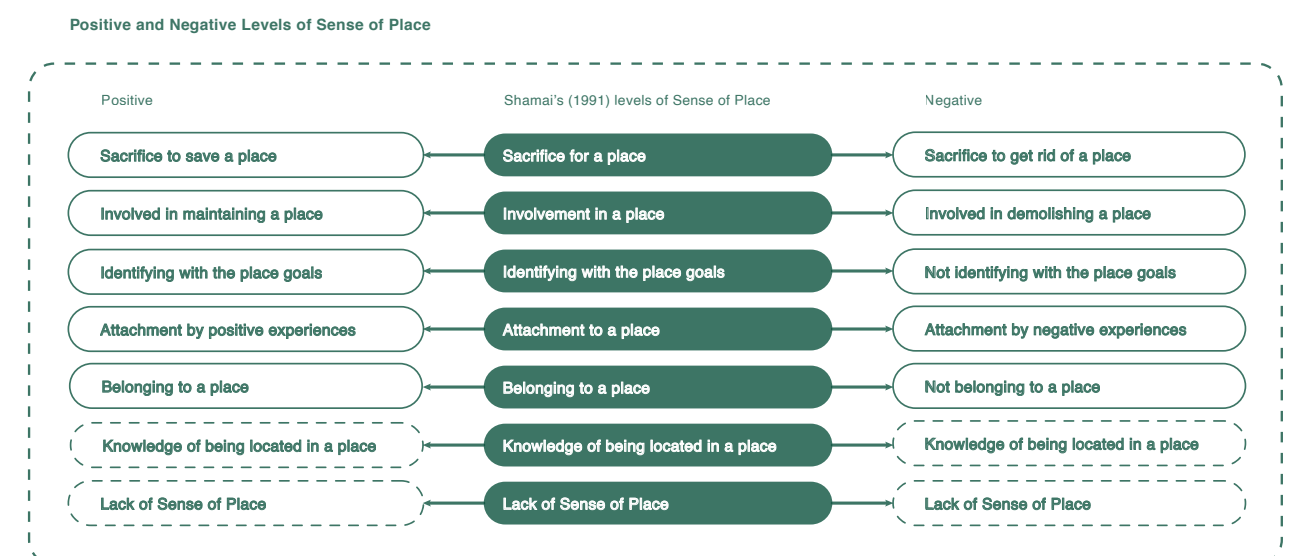 Positive and Negative Levels of Sense of Place
Positive
Shamai's (1991) levels of Sense of Place
Negative
Sacrifice to save a place
Sacrifice for a place
Sacrifice to get rid of a place
Involved in maintaining a place
Involvement in a place
Involved in demolishing a place
Identifying with the place goals
Identifying with the place goals
Not identifying with the place goals
Attachment by positive experiences
Attachment to a place
Attachment by negative experiences
Belonging to a place
Belonging to a place
Not belonging to a place
Knowledge of being located in a place
Knowledge of being located in a place
Knowledge of being located in a place
Lack of Sense of Place
Lack of Sense of Place
Lack of Sense of Place